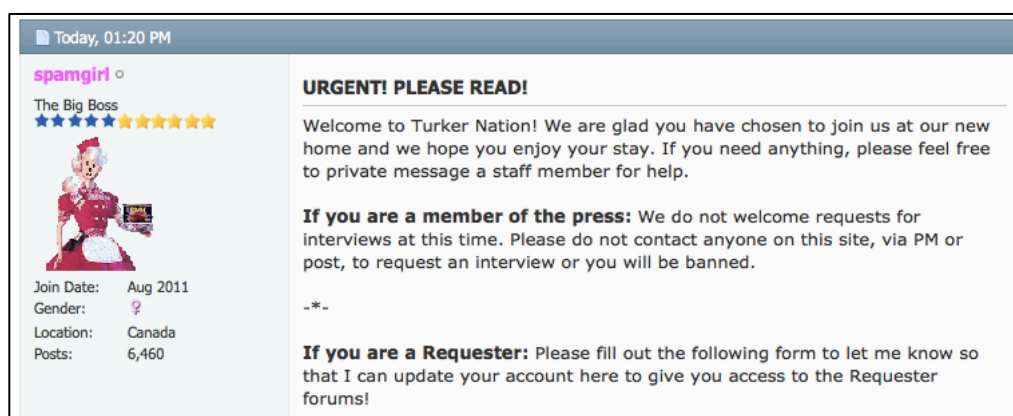 Today, 01:20 PM
spamgirl
The Big Boss
Join Date: Aug 2011
Gender: ♀
Location: Canada
Posts: 6,460
URGENT! PLEASE READ!
Welcome to Turker Nation! We are glad you have chosen to join us at our new
home and we hope you enjoy your stay. If you need anything, please feel free
to private message a staff member for help.
If you are a member of the press: We do not welcome requests for
interviews at this time. Please do not contact anyone on this site, via PM or
post, to request an interview or you will be banned.
-*-
If you are a Requester: Please fill out the following form to let me know so
that I can update your account here to give you access to the Requester
forums!